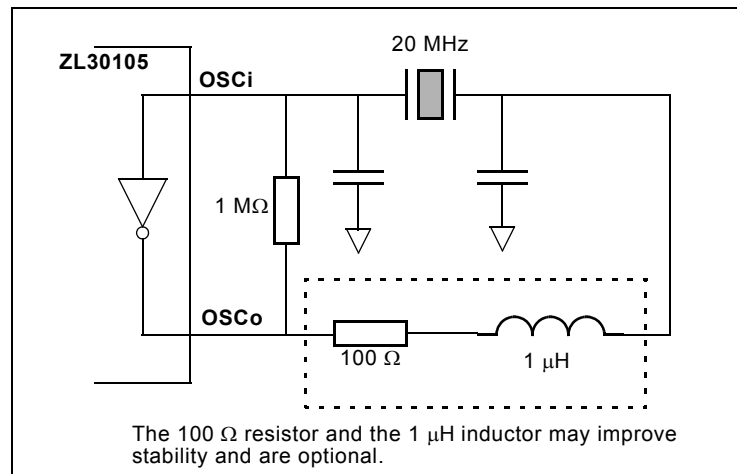 20 MHz
ZL30105
OSCi
1 MΩ
OSCo
100 Ω
1 μH
The 100 Ω resistor and the 1 μH inductor may improve
stability and are optional.